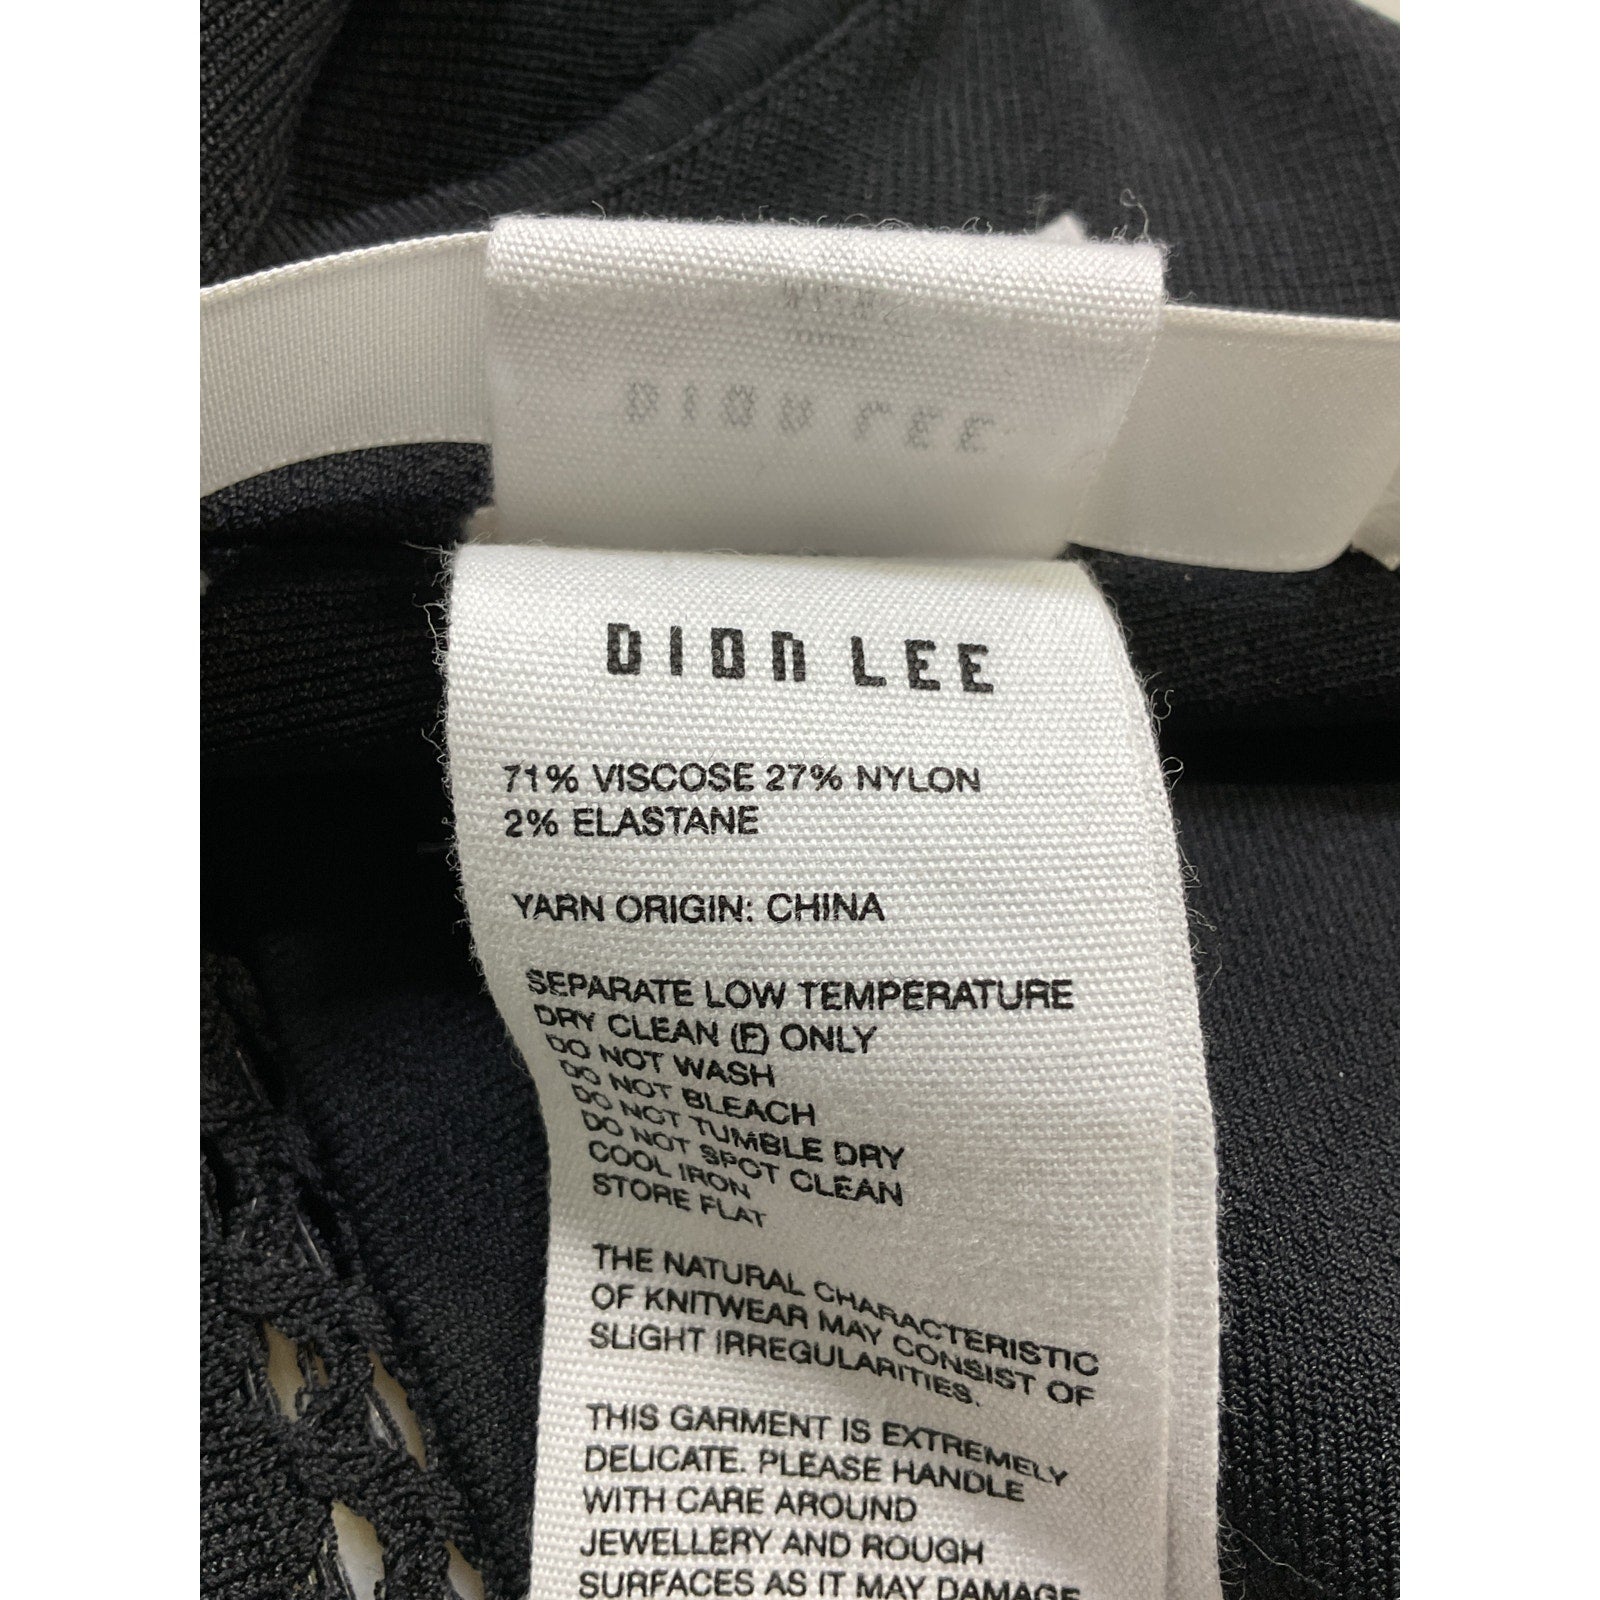 DION LEE
DION LEE
71% VISCOSE 27% NYLON
2% ELASTANE
YARN ORIGIN: CHINA
SEPARATE LOW TEMPERATURE
DRY CLEAN (F) ONLY
DO NOT WASH
DO NOT BLEACH
DO NOT TUMBLE DRY
DO NOT SPOT CLEAN
COOL IRON
STORE FLAT
THE NATURAL CHARACTERISTIC
OF KNITWEAR MAY CONSIST OF
SLIGHT IRREGULARITIES.
THIS GARMENT IS EXTREMELY
DELICATE. PLEASE HANDLE
WITH CARE AROUND
JEWELLERY AND ROUGH
SURFACES AS IT MAY DAMAGE